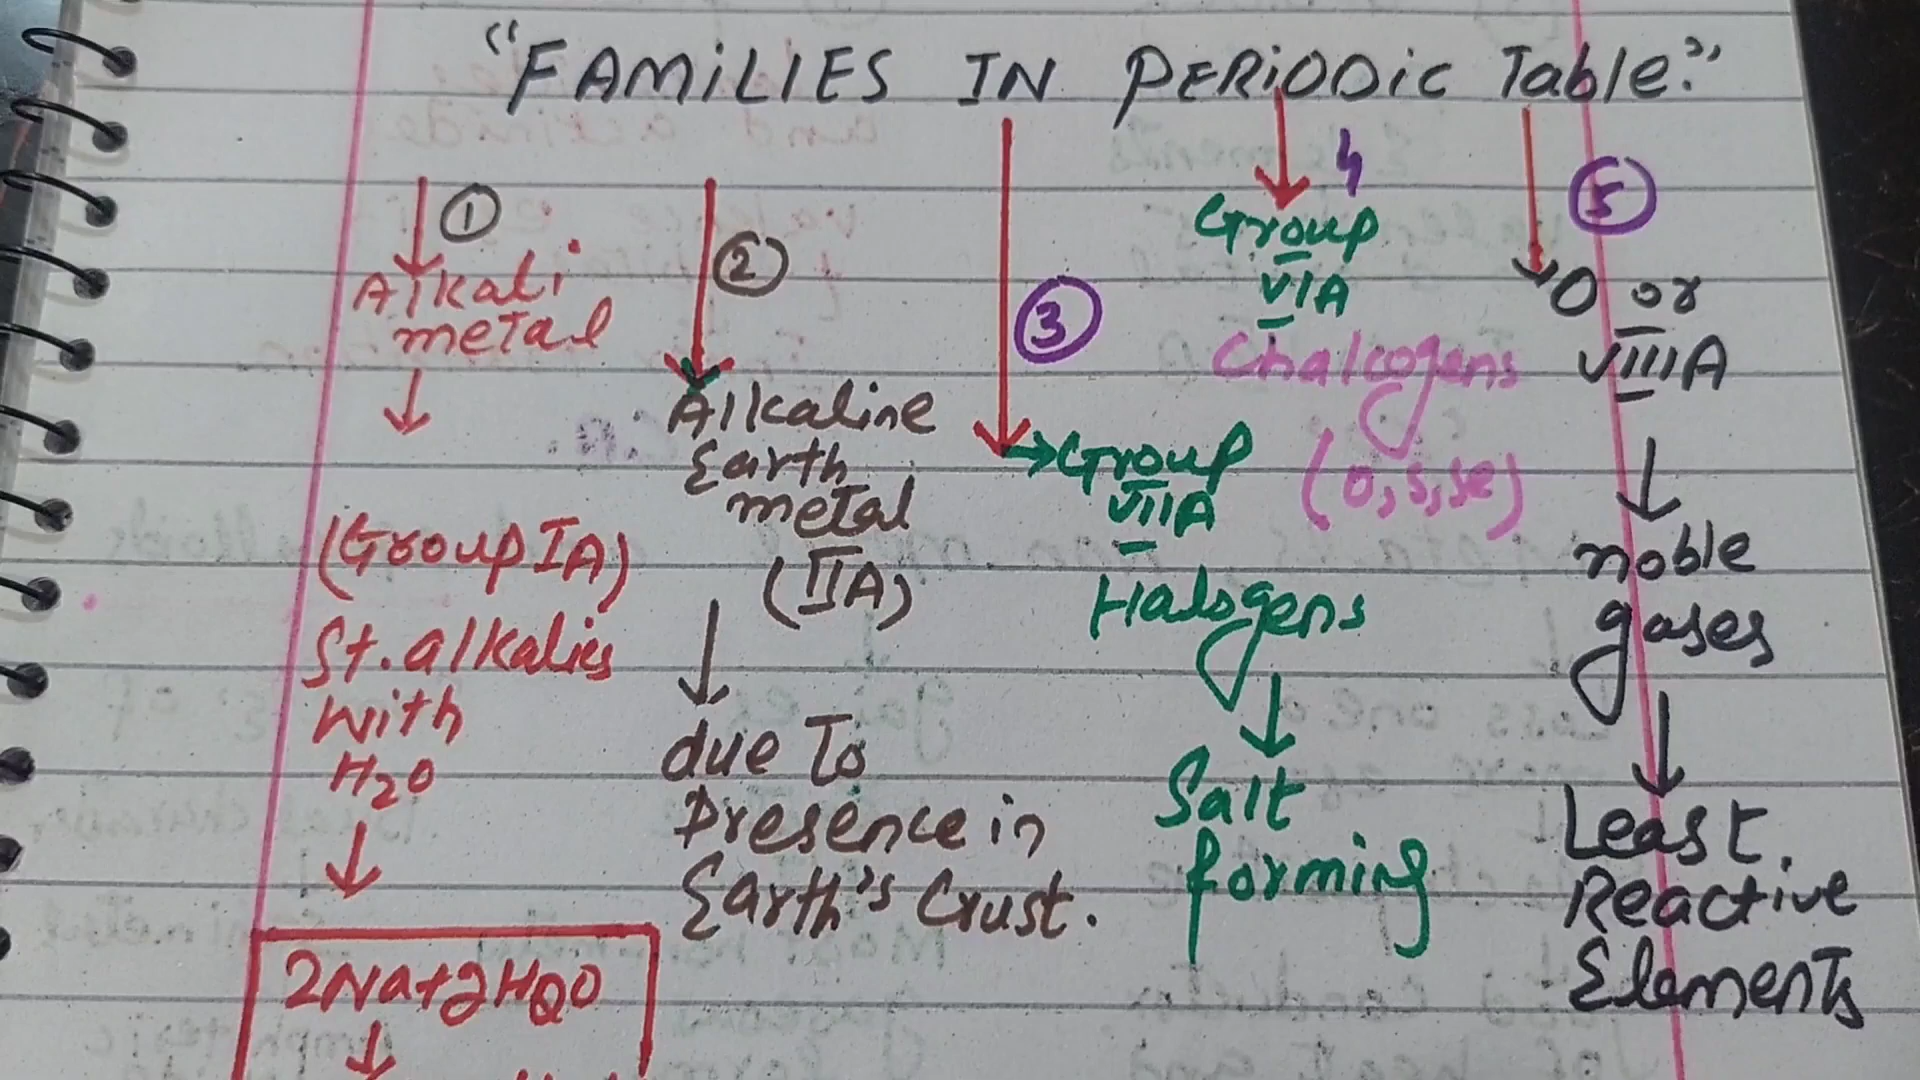 "FAMILIES IN PERIODIC Table."
①
Alkali
metal
(Group IA)
St. alkalies
with
H2O
2Na+2H2O
②
Alkaline
Earth
metal
(IIA)
due To
Presence in
Earth's Crust.
③
Group
VIIA
Halogens
Salt
forming
4
Group
VIA
Chalcogens
(O,S,Se)
⑤
O or
VIIIA
noble
gases
Least.
Reactive
Elements